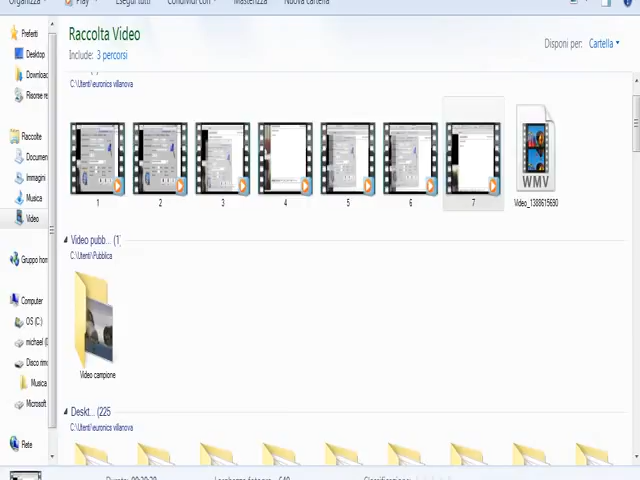 Organizza Play Esegui tutti Condividi con Masterizza Nuova cartella
Raccolta Video
Include: 3 percorsi
Disponi per: Cartella
C:\Utenti\euronics villanova
1 2 3 4 5 6 7 Video_1388615690
WMV
Video pubb... (1)
C:\Utenti\Pubblica
Video campione
Deskt... (225
C:\Utenti\euronics villanova
Preferiti
Desktop
Download
Risorse re
Raccolte
Documen
Immagini
Musica
Video
Gruppo hom
Computer
OS (C:)
michael (
Disco rimo
Musica
Microsoft
Rete